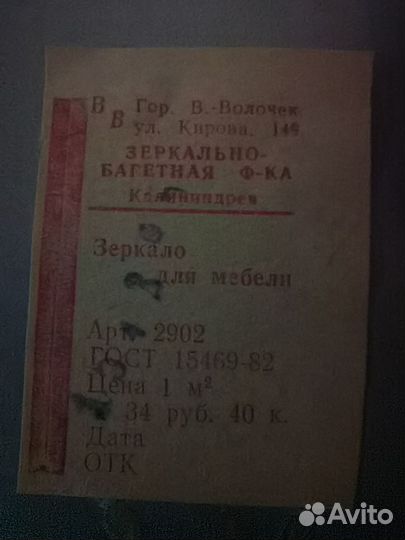 В В Гор. В.-Волочек
ул. Кирова, 146
ЗЕРКАЛЬНО-
БАГЕТНАЯ Ф-КА
Калининдрев
Зеркало
для мебели
Арт. 2902
ГОСТ 15469-82
Цена 1 м²
34 руб. 40 к.
Дата
ОТК
Avito